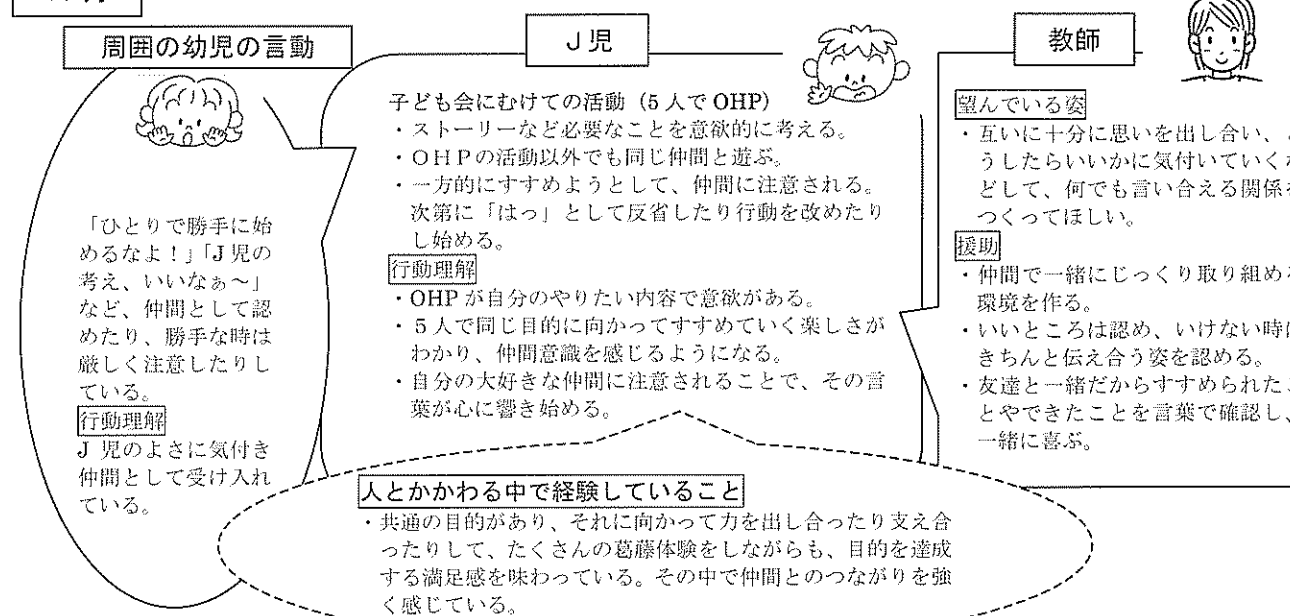 周囲の幼児の言動
「ひとりで勝手に始
めるなよ！」「J児の
考え、いいなぁ～」
など、仲間として認
めたり、勝手な時は
厳しく注意したりし
ている。
行動理解
J 児のよさに気付き
仲間として受け入れ
ている。
J児
子ども会にむけての活動（5人でOHP）
・ストーリーなど必要なことを意欲的に考える。
・OHPの活動以外でも同じ仲間と遊ぶ。
・一方的にすすめようとして、仲間に注意される。
次第に「はっ」として反省したり行動を改めたり
し始める。
行動理解
・OHPが自分のやりたい内容で意欲がある。
・5人で同じ目的に向かってすすめていく楽しさが
わかり、仲間意識を感じるようになる。
・自分の大好きな仲間に注意されることで、その言
葉が心に響き始める。
教師
望んでいる姿
・互いに十分に思いを出し合い、
うしたらいいかに気付いていくな
どして、何でも言い合える関係を
つくってほしい。
援助
・仲間で一緒にじっくり取り組める
環境を作る。
・いいところは認め、いけない時は
きちんと伝え合う姿を認める。
・友達と一緒だからすすめられたこ
とやできたことを言葉で確認し、
一緒に喜ぶ。
人とかかわる中で経験していること
・共通の目的があり、それに向かって力を出し合ったり支え合
ったりして、たくさんの葛藤体験をしながらも、目的を達成
する満足感を味わっている。その中で仲間とのつながりを強
く感じている。